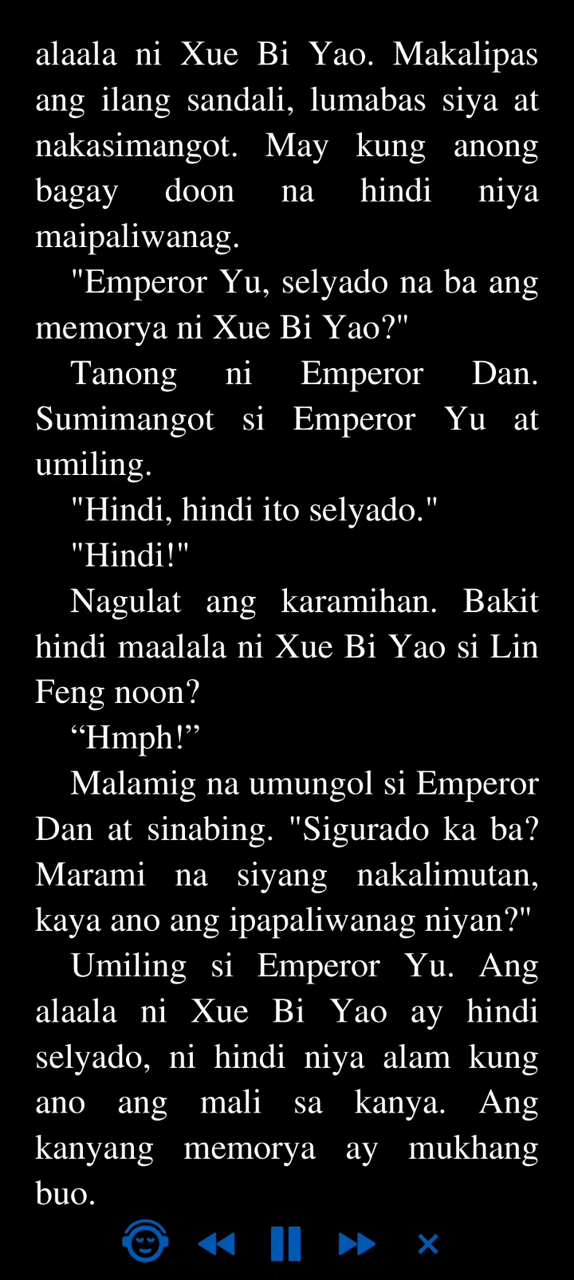 alaala ni Xue Bi Yao. Makalipas
ang ilang sandali, lumabas siya at
nakasimangot. May kung anong
bagay doon na hindi niya
maipaliwanag.
"Emperor Yu, selyado na ba ang
memorya ni Xue Bi Yao?"
Tanong ni Emperor Dan.
Sumimangot si Emperor Yu at
umiling.
"Hindi, hindi ito selyado."
"Hindi!"
Nagulat ang karamihan. Bakit
hindi maalala ni Xue Bi Yao si Lin
Feng noon?
“Hmph!”
Malamig na umungol si Emperor
Dan at sinabing. "Sigurado ka ba?
Marami na siyang nakalimutan,
kaya ano ang ipapaliwanag niyan?"
Umiling si Emperor Yu. Ang
alaala ni Xue Bi Yao ay hindi
selyado, ni hindi niya alam kung
ano ang mali sa kanya. Ang
kanyang memorya ay mukhang
buo.